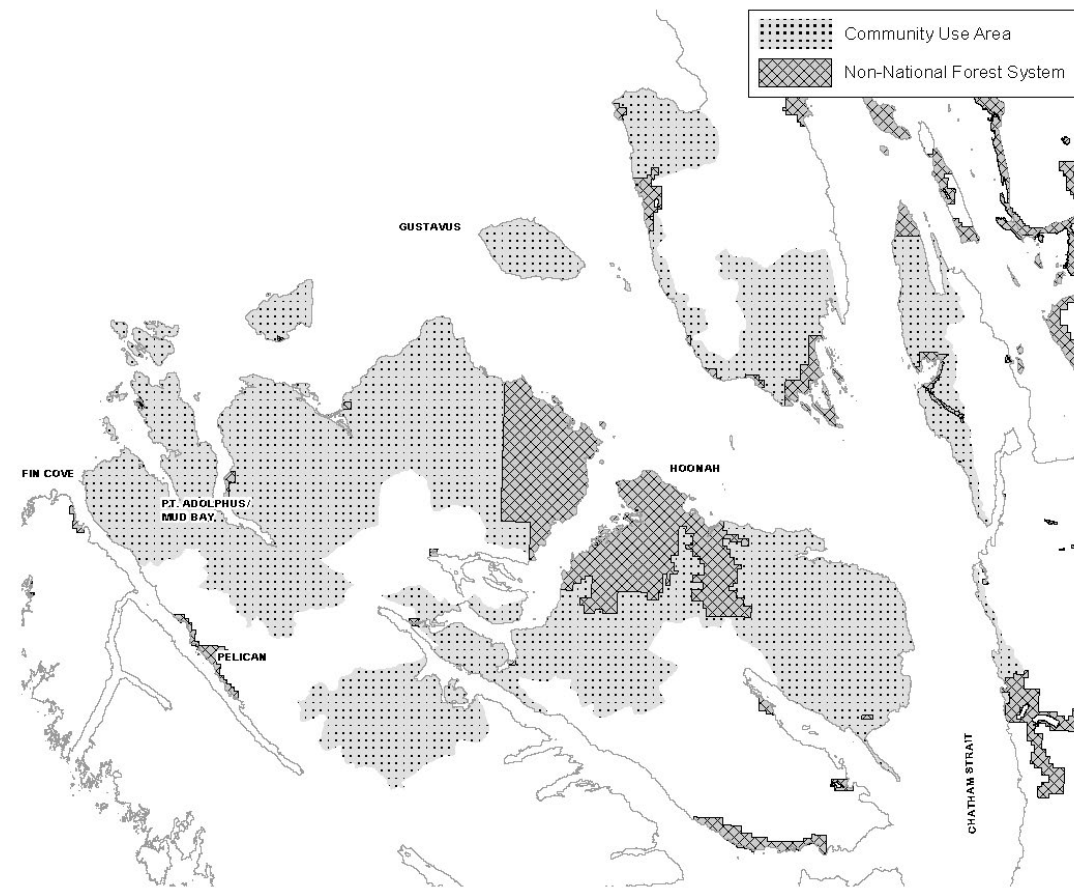 Community Use Area
Non-National Forest System
GUSTAVUS
HOONAH
FIN COVE
PT. ADOLPHUS/
MUD BAY
PELICAN
CHATHAM STRAIT